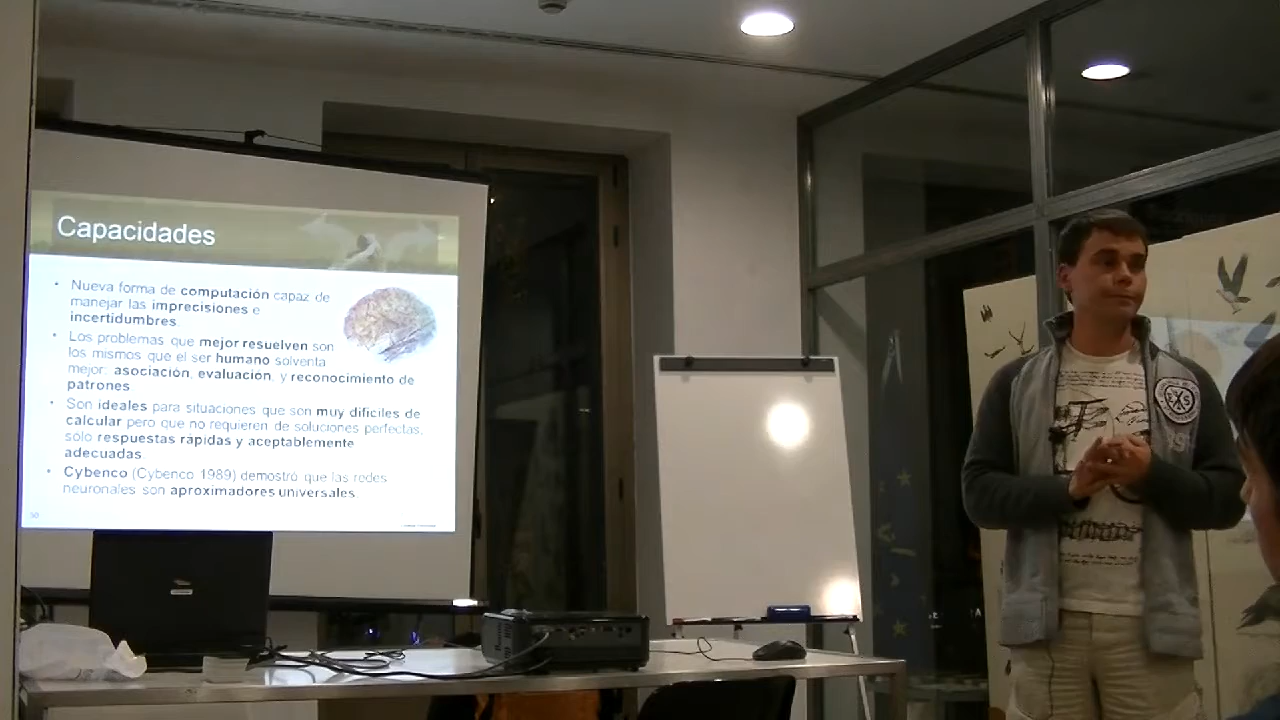 Capacidades
• Nueva forma de computación capaz de
manejar las imprecisiones e
incertidumbres.
• Los problemas que mejor resuelven son
los mismos que el ser humano solventa
mejor: asociación, evaluación, y reconocimiento de
patrones.
• Son ideales para situaciones que son muy difíciles de
calcular pero que no requieren de soluciones perfectas,
sólo respuestas rápidas y aceptablemente
adecuadas.
• Cybenco (Cybenco 1989) demostró que las redes
neuronales son aproximadores universales.